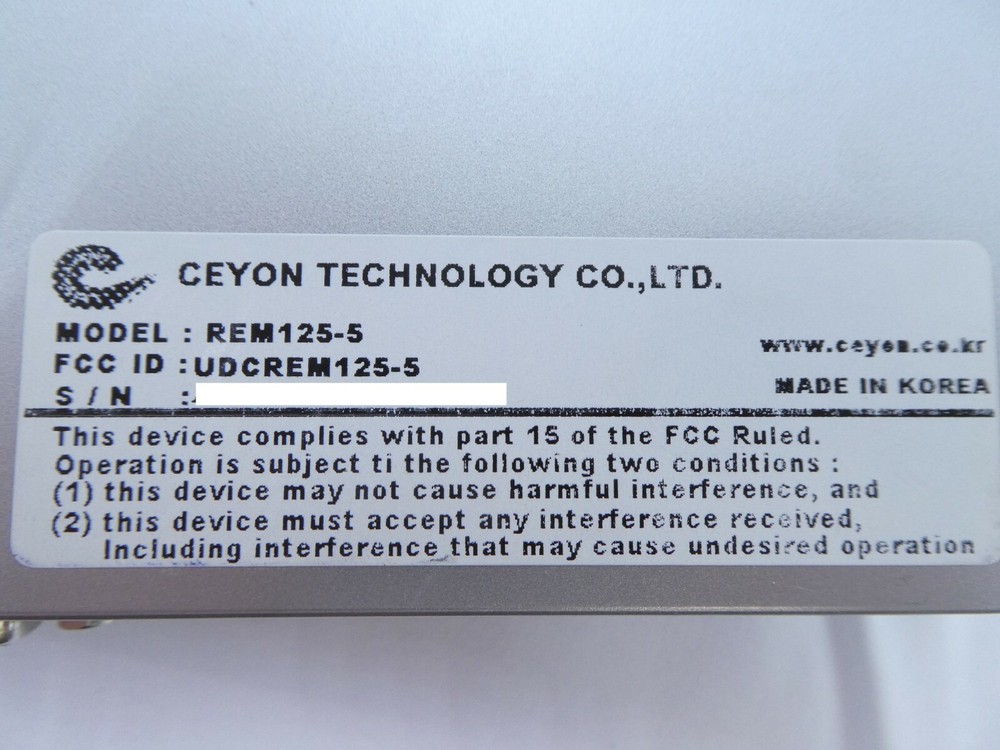 CEYON TECHNOLOGY CO.,LTD.
MODEL : REM125-5
FCC ID : UDCREM125-5
www.ceyon.co.kr
S / N :
MADE IN KOREA
This device complies with part 15 of the FCC Ruled.
Operation is subject ti the following two conditions :
(1) this device may not cause harmful interference, and
(2) this device must accept any interference received,
Including interference that may cause undesired operation